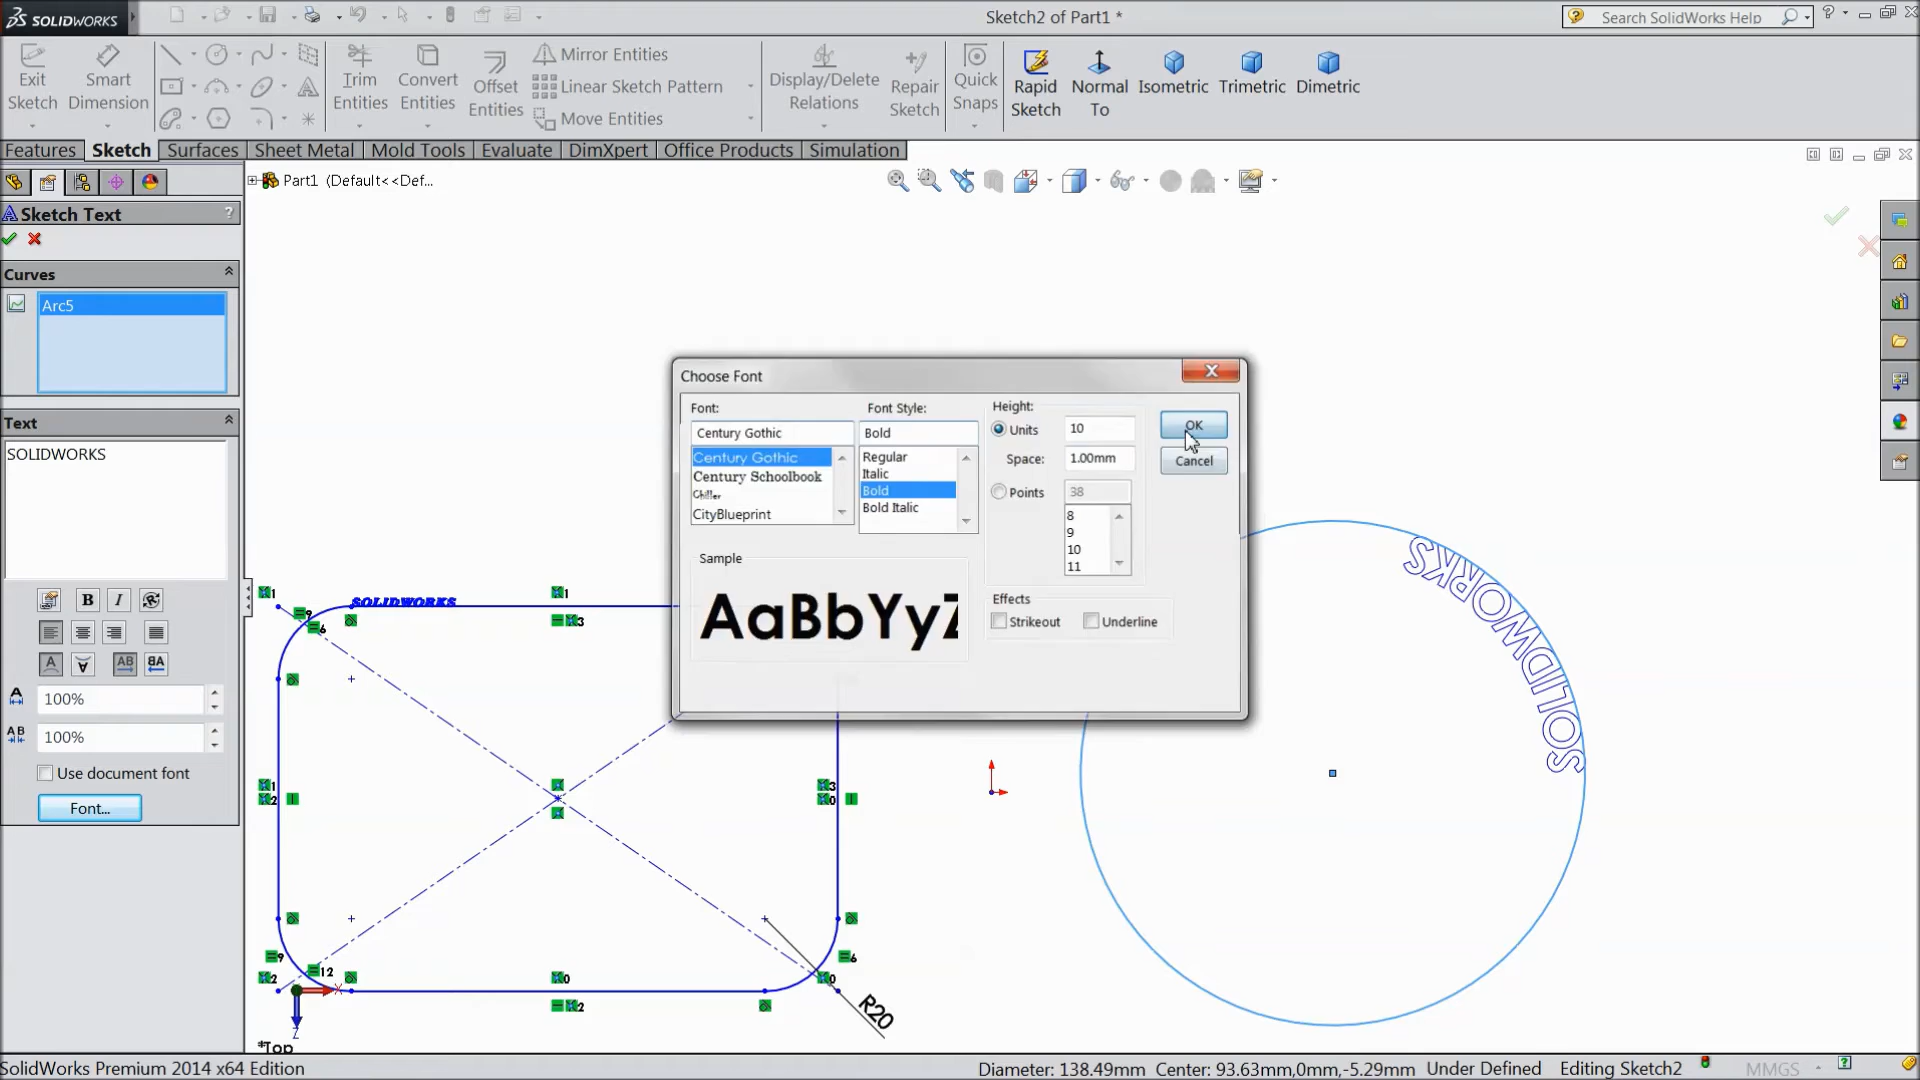 SOLIDWORKS
Sketch2 of Part1 *
Search SolidWorks Help
Exit Sketch
Smart Dimension
Trim Entities
Convert Entities
Offset Entities
Mirror Entities
Linear Sketch Pattern
Move Entities
Display/Delete Relations
Repair Sketch
Quick Snaps
Rapid Sketch
Normal To
Isometric
Trimetric
Dimetric
Features
Sketch
Surfaces
Sheet Metal
Mold Tools
Evaluate
DimXpert
Office Products
Simulation
Part1 (Default<<Def...
Sketch Text
?
Curves
Arc5
Text
SOLIDWORKS
B
I
A
A
AB
BA
A
100%
AB
100%
Use document font
Font...
Choose Font
Font:
Century Gothic
Century Gothic
Century Schoolbook
Chiller
CityBlueprint
Font Style:
Bold
Regular
Italic
Bold
Bold Italic
Height:
Units
10
Space:
1.00mm
Points
38
8
9
10
11
OK
Cancel
Sample
AaBbYyZ
Effects
Strikeout
Underline
SOLIDWORKS
SOLIDWORKS
R20
*Top
SolidWorks Premium 2014 x64 Edition
Diameter: 138.49mm
Center: 93.63mm,0mm,-5.29mm
Under Defined
Editing Sketch2
MMGS